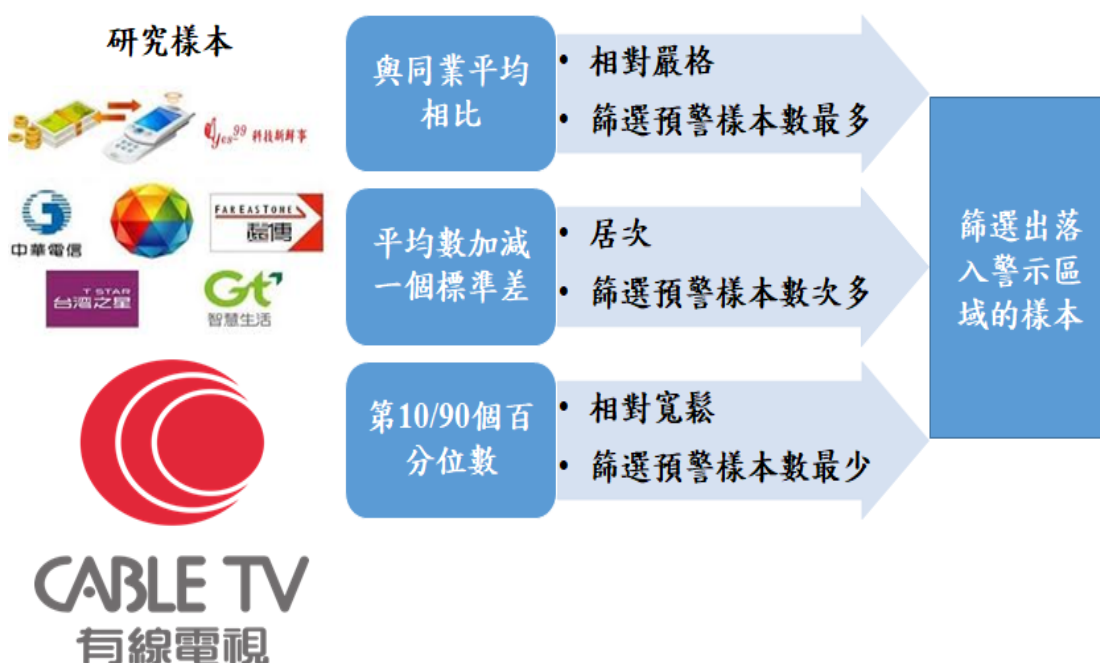 研究樣本
yes99 科技新鮮事
中華電信
FAREASTONE
遠傳
T STAR
台灣之星
Gt
智慧生活
CABLE TV
有線電視
與同業平均
相比
• 相對嚴格
• 篩選預警樣本數最多
平均數加減
一個標準差
• 居次
• 篩選預警樣本數次多
第10/90個百
分位數
• 相對寬鬆
• 篩選預警樣本數最少
篩選出落
入警示區
域的樣本